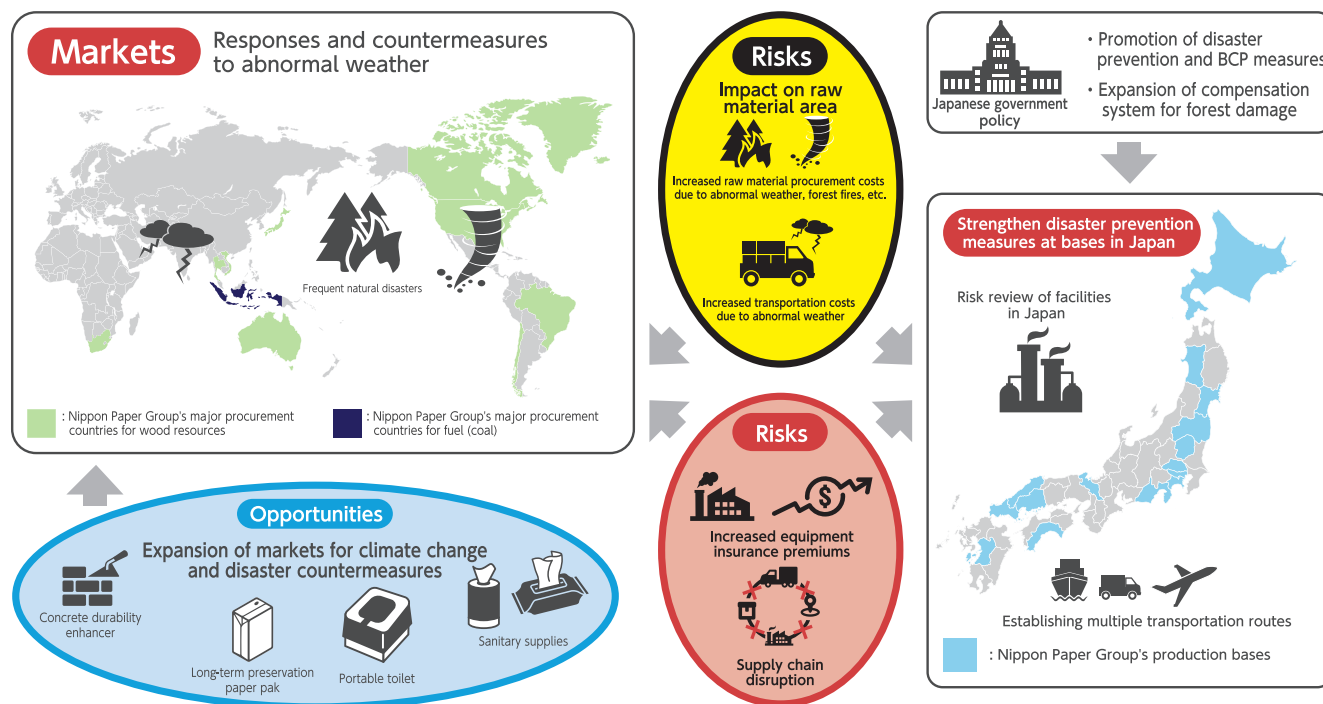 Markets
Responses and countermeasures
to abnormal weather
Frequent natural disasters
: Nippon Paper Group's major procurement
countries for wood resources
: Nippon Paper Group's major procurement
countries for fuel (coal)
Opportunities
Expansion of markets for climate change
and disaster countermeasures
Concrete durability
enhancer
Long-term preservation
paper pak
Portable toilet
Sanitary supplies
Risks
Impact on raw
material area
Increased raw material procurement costs
due to abnormal weather, forest fires, etc.
Increased transportation costs
due to abnormal weather
Risks
$
Increased equipment
insurance premiums
Supply chain
disruption
Japanese government
policy
・Promotion of disaster
prevention and BCP measures
・Expansion of compensation
system for forest damage
Strengthen disaster prevention
measures at bases in Japan
Risk review of facilities
in Japan
Establishing multiple transportation routes
: Nippon Paper Group's production bases